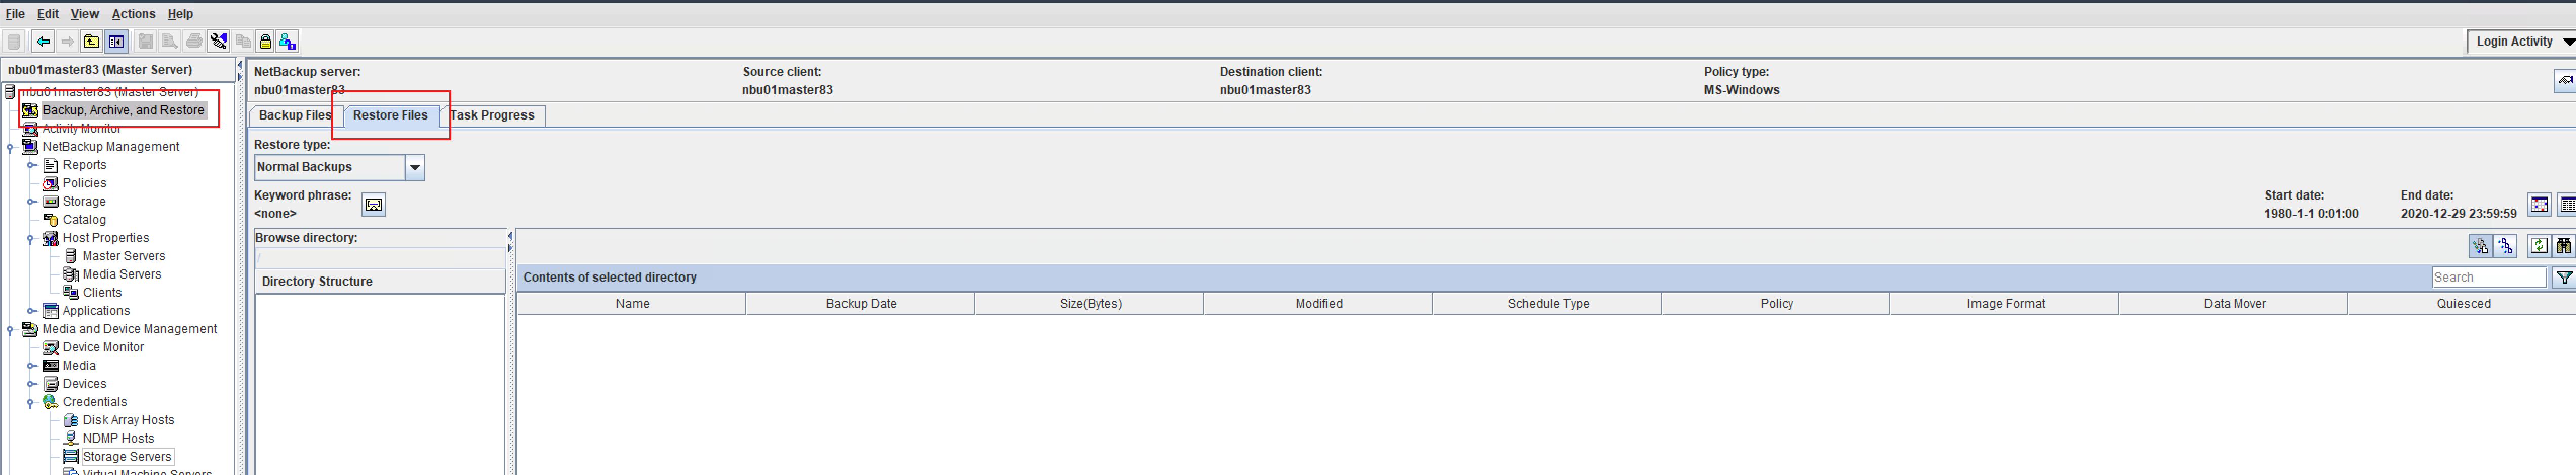 File Edit View Actions Help
Login Activity
nbu01master83 (Master Server)
nbu01master83 (Master Server)
Backup, Archive, and Restore
Activity Monitor
NetBackup Management
Reports
Policies
Storage
Catalog
Host Properties
Master Servers
Media Servers
Clients
Applications
Media and Device Management
Device Monitor
Media
Devices
Credentials
Disk Array Hosts
NDMP Hosts
Storage Servers
Virtual Machine Servers
NetBackup server: Source client: Destination client: Policy type:
nbu01master83 nbu01master83 nbu01master83 MS-Windows
Backup Files Restore Files Task Progress
Restore type:
Normal Backups
Keyword phrase: Start date: End date:
<none> 1980-1-1 0:01:00 2020-12-29 23:59:59
Browse directory:
/
Directory Structure
Contents of selected directory Search
Name Backup Date Size(Bytes) Modified Schedule Type Policy Image Format Data Mover Quiesced